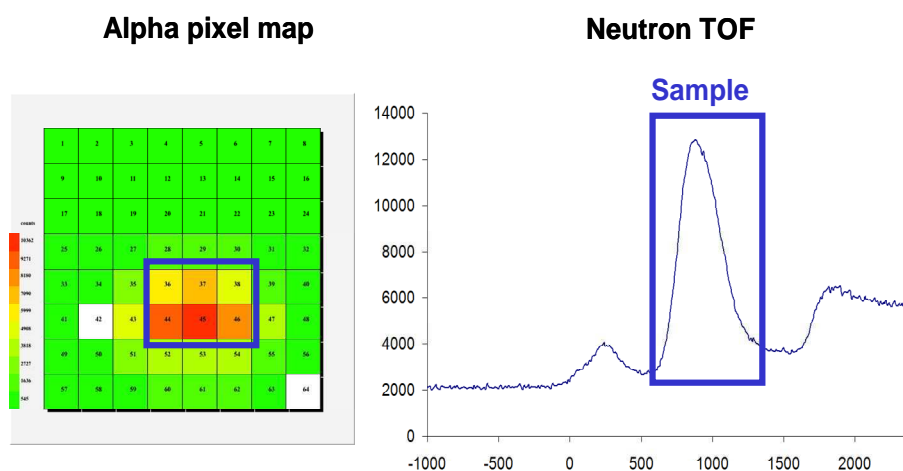 Alpha pixel map
Neutron TOF
Sample
1 2 3 4 5 6 7 8
9 10 11 12 13 14 15 16
17 18 19 20 21 22 23 24
25 26 27 28 29 30 31 32
33 34 35 36 37 38 39 40
41 42 43 44 45 46 47 48
49 50 51 52 53 54 55 56
57 58 59 60 61 62 63 64
counts
10362
9271
8180
7090
5999
4908
3818
2727
1636
545
14000
12000
10000
8000
6000
4000
2000
0
-1000 -500 0 500 1000 1500 2000